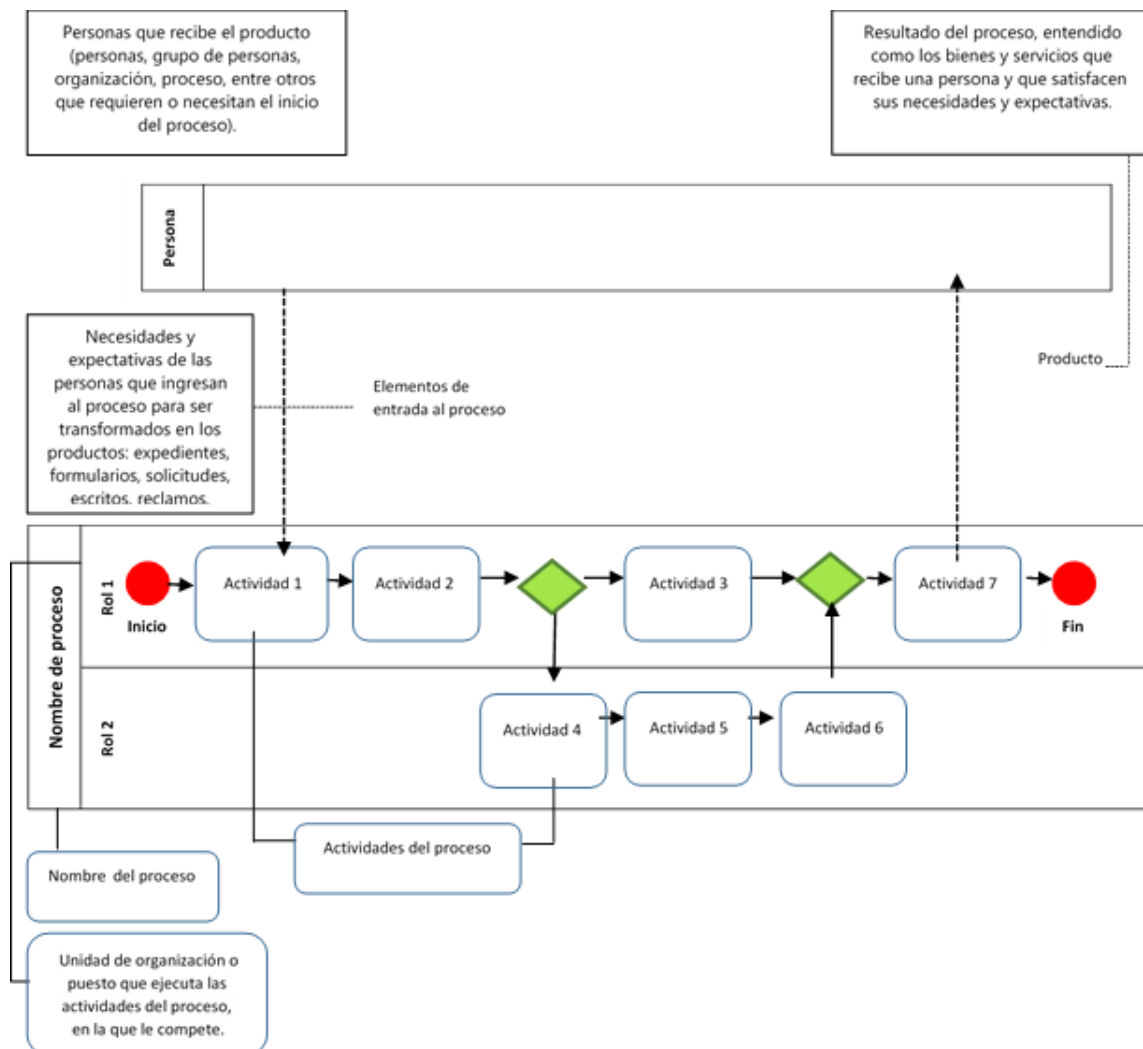 Personas que recibe el producto
(personas, grupo de personas,
organización, proceso, entre otros
que requieren o necesitan el inicio
del proceso).
Resultado del proceso, entendido
como los bienes y servicios que
recibe una persona y que satisfacen
sus necesidades y expectativas.
Persona
Necesidades y
expectativas de las
personas que ingresan
al proceso para ser
transformados en los
productos: expedientes,
formularios, solicitudes,
escritos, reclamos.
Elementos de
entrada al proceso
Producto
Nombre de proceso
Rol 1
Inicio
Actividad 1
Actividad 2
Actividad 3
Actividad 7
Fin
Rol 2
Actividad 4
Actividad 5
Actividad 6
Actividades del proceso
Nombre del proceso
Unidad de organización o
puesto que ejecuta las
actividades del proceso,
en la que le compete.